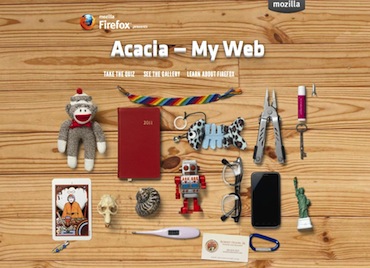 mozilla
mozilla
Firefox presents
Acacia – My Web
TAKE THE QUIZ SEE THE GALLERY LEARN ABOUT FIREFOX
2011